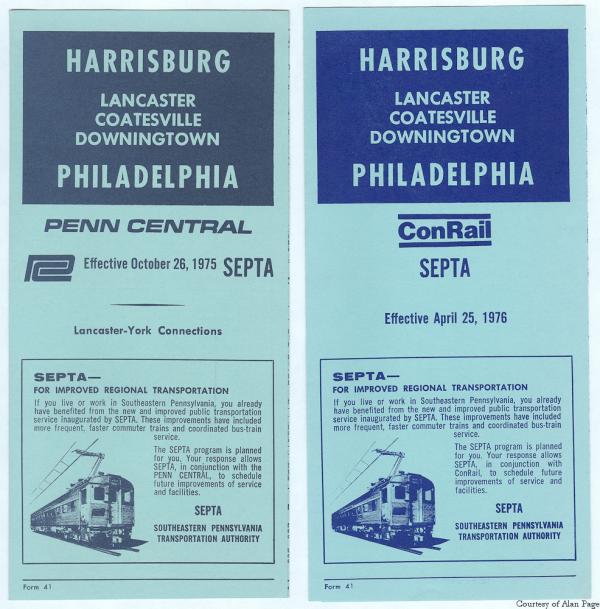 HARRISBURG
LANCASTER
COATESVILLE
DOWNINGTOWN
PHILADELPHIA
PENN CENTRAL
Effective October 26, 1975 SEPTA
Lancaster-York Connections
SEPTA—
FOR IMPROVED REGIONAL TRANSPORTATION
If you live or work in Southeastern Pennsylvania, you already
have benefited from the new and improved public transportation
service inaugurated by SEPTA. These improvements have included
more frequent, faster commuter trains and coordinated bus-train
service.
The SEPTA program is planned
for you. Your response allows
SEPTA, in conjunction with the
PENN CENTRAL, to schedule
future improvements of service
and facilities.
SEPTA
SOUTHEASTERN PENNSYLVANIA
TRANSPORTATION AUTHORITY
Form 41
HARRISBURG
LANCASTER
COATESVILLE
DOWNINGTOWN
PHILADELPHIA
ConRail
SEPTA
Effective April 25, 1976
SEPTA—
FOR IMPROVED REGIONAL TRANSPORTATION
If you live or work in Southeastern Pennsylvania, you already
have benefited from the new and improved public transportation
service inaugurated by SEPTA. These improvements have included
more frequent, faster commuter trains and coordinated bus-train
service.
The SEPTA program is planned
for you. Your response allows
SEPTA, in conjunction with
ConRail, to schedule future
improvements of service and
facilities.
SEPTA
SOUTHEASTERN PENNSYLVANIA
TRANSPORTATION AUTHORITY
Form 41
Courtesy of Alan Page